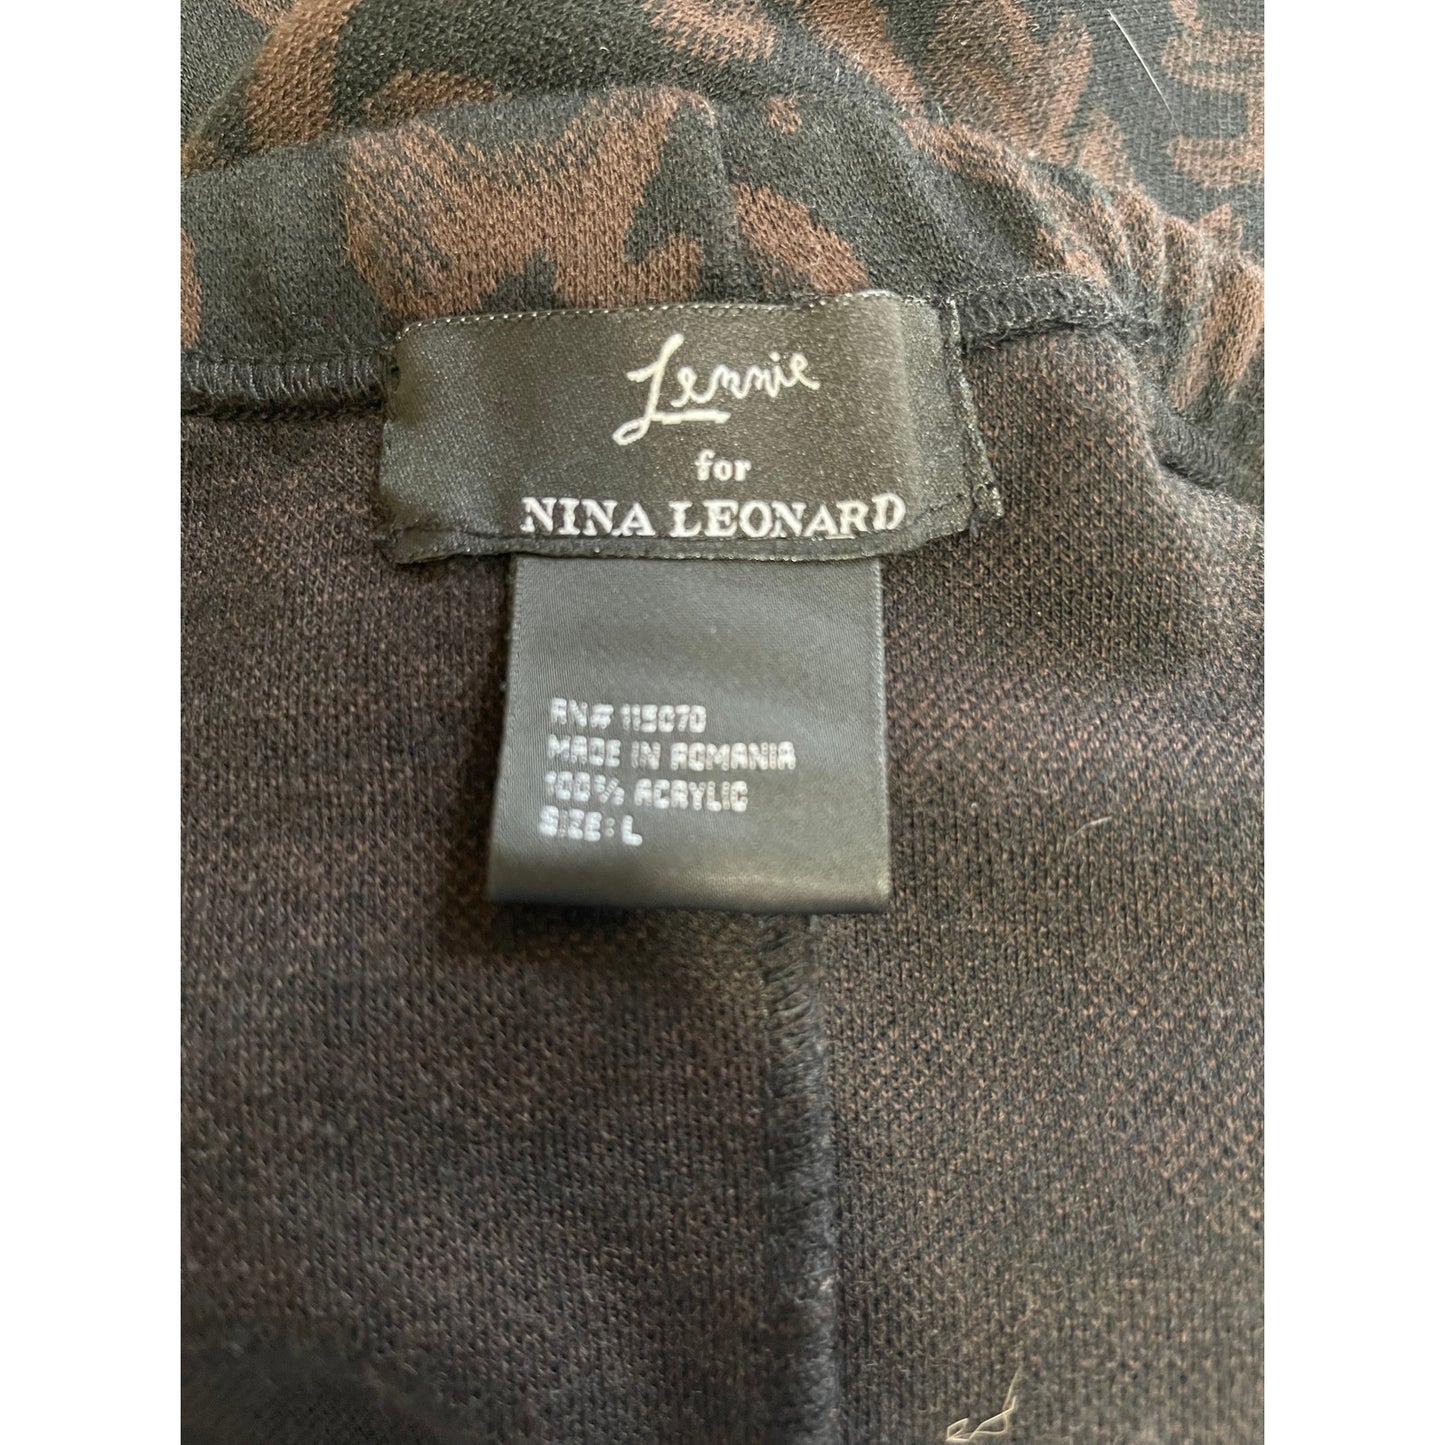 Lennie
for
NINA LEONARD
RN# 115070
MADE IN ROMANIA
100% ACRYLIC
SIZE: L